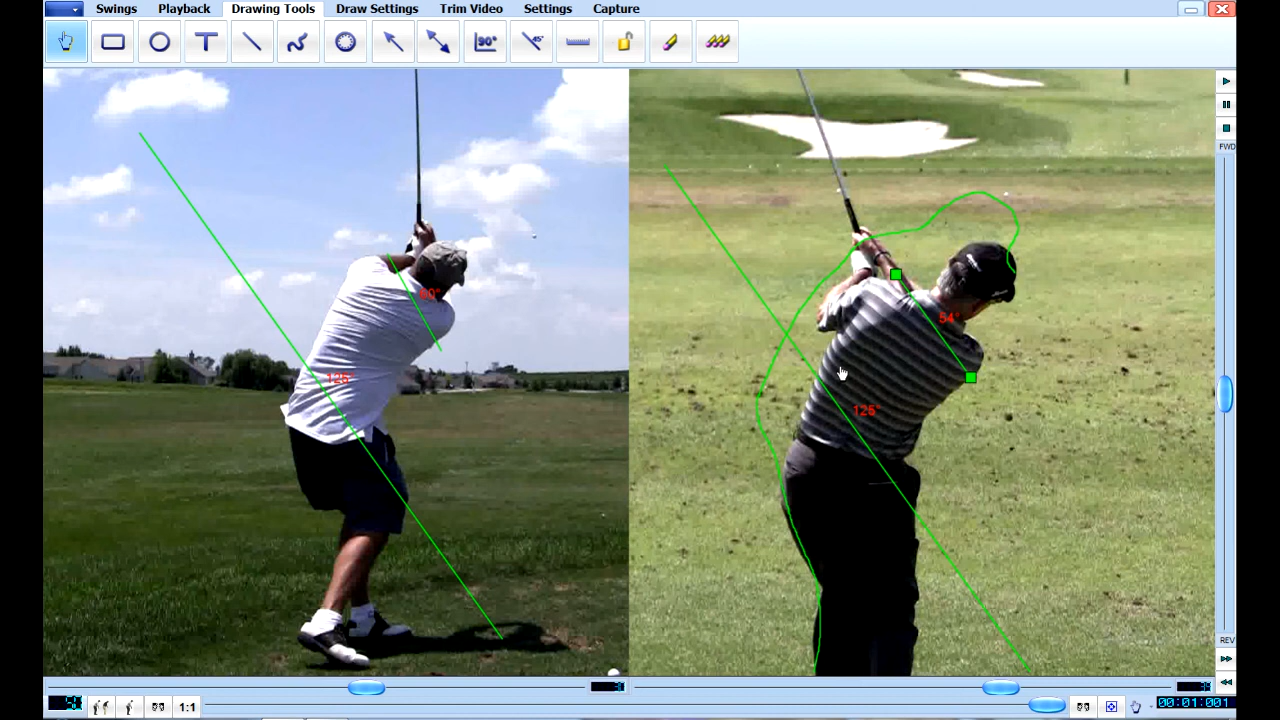 Swings Playback Drawing Tools Draw Settings Trim Video Settings Capture
T 90° 45°
FWD
60°
54°
125°
125°
REV
1:1 00:01:001